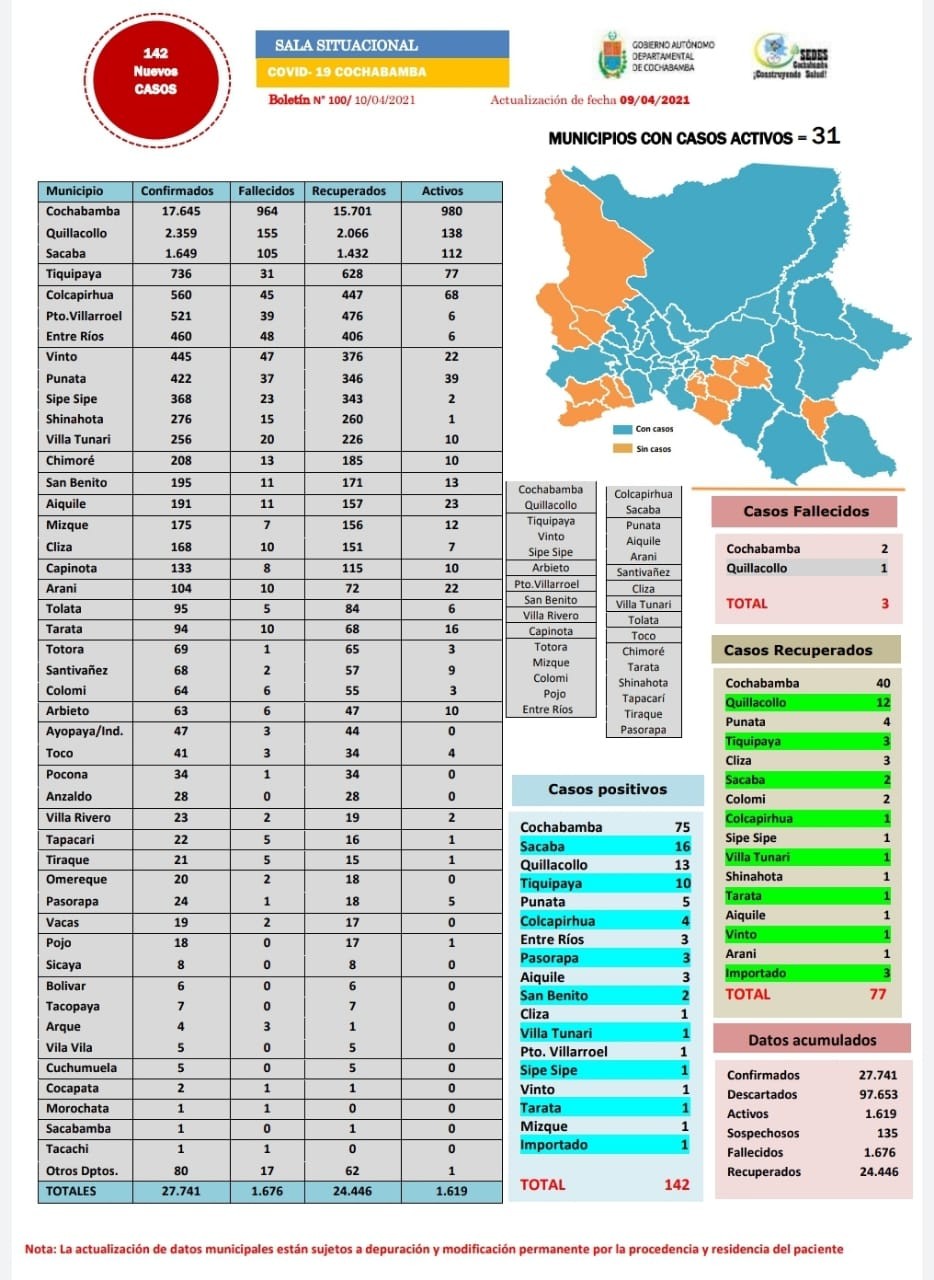 142
Nuevos
CASOS
SALA SITUACIONAL
COVID- 19 COCHABAMBA
Boletín N° 100/ 10/04/2021
Actualización de fecha 09/04/2021
GOBIERNO AUTÓNOMO
DEPARTAMENTAL
DE COCHABAMBA
SEDES
Cochabamba
¡Construyendo Salud!
MUNICIPIOS CON CASOS ACTIVOS = 31
Municipio Confirmados Fallecidos Recuperados Activos
Cochabamba 17.645 964 15.701 980
Quillacollo 2.359 155 2.066 138
Sacaba 1.649 105 1.432 112
Tiquipaya 736 31 628 77
Colcapirhua 560 45 447 68
Pto.Villarroel 521 39 476 6
Entre Ríos 460 48 406 6
Vinto 445 47 376 22
Punata 422 37 346 39
Sipe Sipe 368 23 343 2
Shinahota 276 15 260 1
Villa Tunari 256 20 226 10
Chimoré 208 13 185 10
San Benito 195 11 171 13
Aiquile 191 11 157 23
Mizque 175 7 156 12
Cliza 168 10 151 7
Capinota 133 8 115 10
Arani 104 10 72 22
Tolata 95 5 84 6
Tarata 94 10 68 16
Totora 69 1 65 3
Santivañez 68 2 57 9
Colomi 64 6 55 3
Arbieto 63 6 47 10
Ayopaya/Ind. 47 3 44 0
Toco 41 3 34 4
Pocona 34 1 34 0
Anzaldo 28 0 28 0
Villa Rivero 23 2 19 2
Tapacari 22 5 16 1
Tiraque 21 5 15 1
Omereque 20 2 18 0
Pasorapa 24 1 18 5
Vacas 19 2 17 0
Pojo 18 0 17 1
Sicaya 8 0 8 0
Bolivar 6 0 6 0
Tacopaya 7 0 7 0
Arque 4 3 1 0
Vila Vila 5 0 5 0
Cuchumuela 5 0 5 0
Cocapata 2 1 1 0
Morochata 1 1 0 0
Sacabamba 1 0 1 0
Tacachi 1 1 0 0
Otros Dptos. 80 17 62 1
TOTALES 27.741 1.676 24.446 1.619
Con casos
Sin casos
Cochabamba
Quillacollo
Tiquipaya
Vinto
Sipe Sipe
Arbieto
Pto.Villarroel
San Benito
Villa Rivero
Capinota
Totora
Mizque
Colomi
Pojo
Entre Ríos
Colcapirhua
Sacaba
Punata
Aiquile
Arani
Santivañez
Cliza
Villa Tunari
Tolata
Toco
Chimoré
Tarata
Shinahota
Tapacarí
Tiraque
Pasorapa
Casos positivos
Cochabamba 75
Sacaba 16
Quillacollo 13
Tiquipaya 10
Punata 5
Colcapirhua 4
Entre Ríos 3
Pasorapa 3
Aiquile 3
San Benito 2
Cliza 1
Villa Tunari 1
Pto. Villarroel 1
Sipe Sipe 1
Vinto 1
Tarata 1
Mizque 1
Importado 1
TOTAL 142
Casos Fallecidos
Cochabamba 2
Quillacollo 1
TOTAL 3
Casos Recuperados
Cochabamba 40
Quillacollo 12
Punata 4
Tiquipaya 3
Cliza 3
Sacaba 2
Colomi 2
Colcapirhua 1
Sipe Sipe 1
Villa Tunari 1
Shinahota 1
Tarata 1
Aiquile 1
Vinto 1
Arani 1
Importado 3
TOTAL 77
Datos acumulados
Confirmados 27.741
Descartados 97.653
Activos 1.619
Sospechosos 135
Fallecidos 1.676
Recuperados 24.446
Nota: La actualización de datos municipales están sujetos a depuración y modificación permanente por la procedencia y residencia del paciente